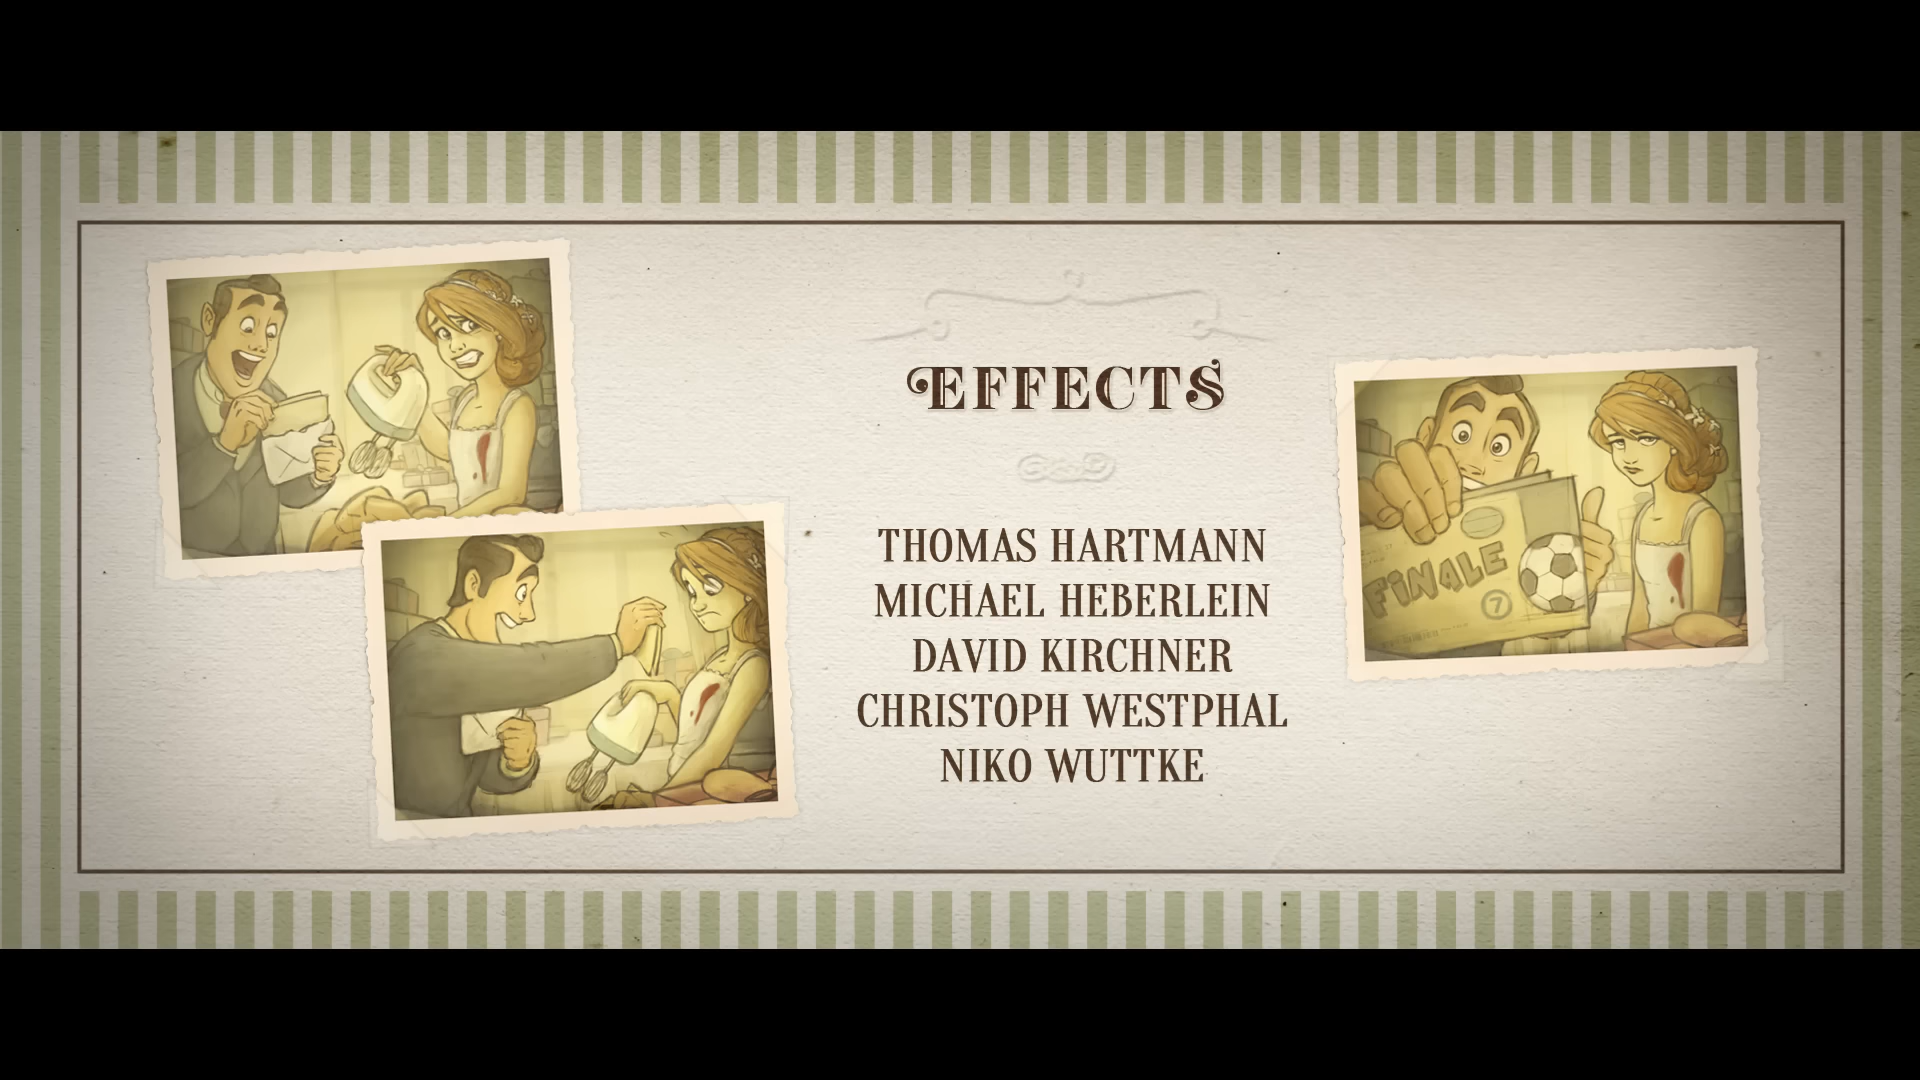 EFFECTS
THOMAS HARTMANN
MICHAEL HEBERLEIN
DAVID KIRCHNER
CHRISTOPH WESTPHAL
NIKO WUTTKE
FINALE
7